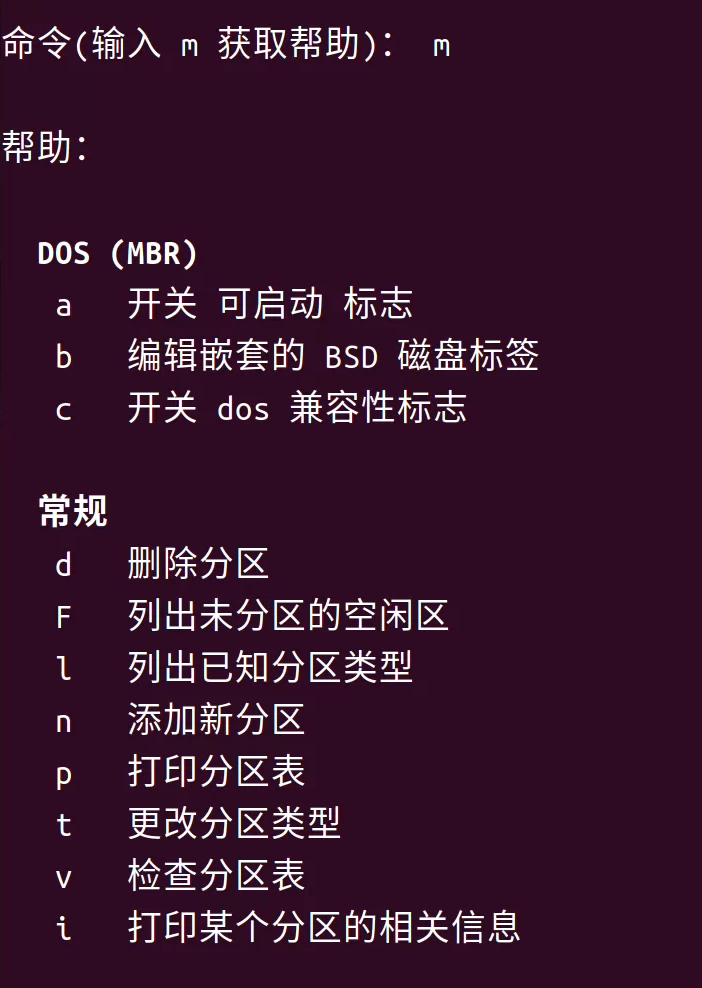 命令(输入 m 获取帮助)： m
帮助：
DOS (MBR)
a 开关 可启动 标志
b 编辑嵌套的 BSD 磁盘标签
c 开关 dos 兼容性标志
常规
d 删除分区
F 列出未分区的空闲区
l 列出已知分区类型
n 添加新分区
p 打印分区表
t 更改分区类型
v 检查分区表
i 打印某个分区的相关信息